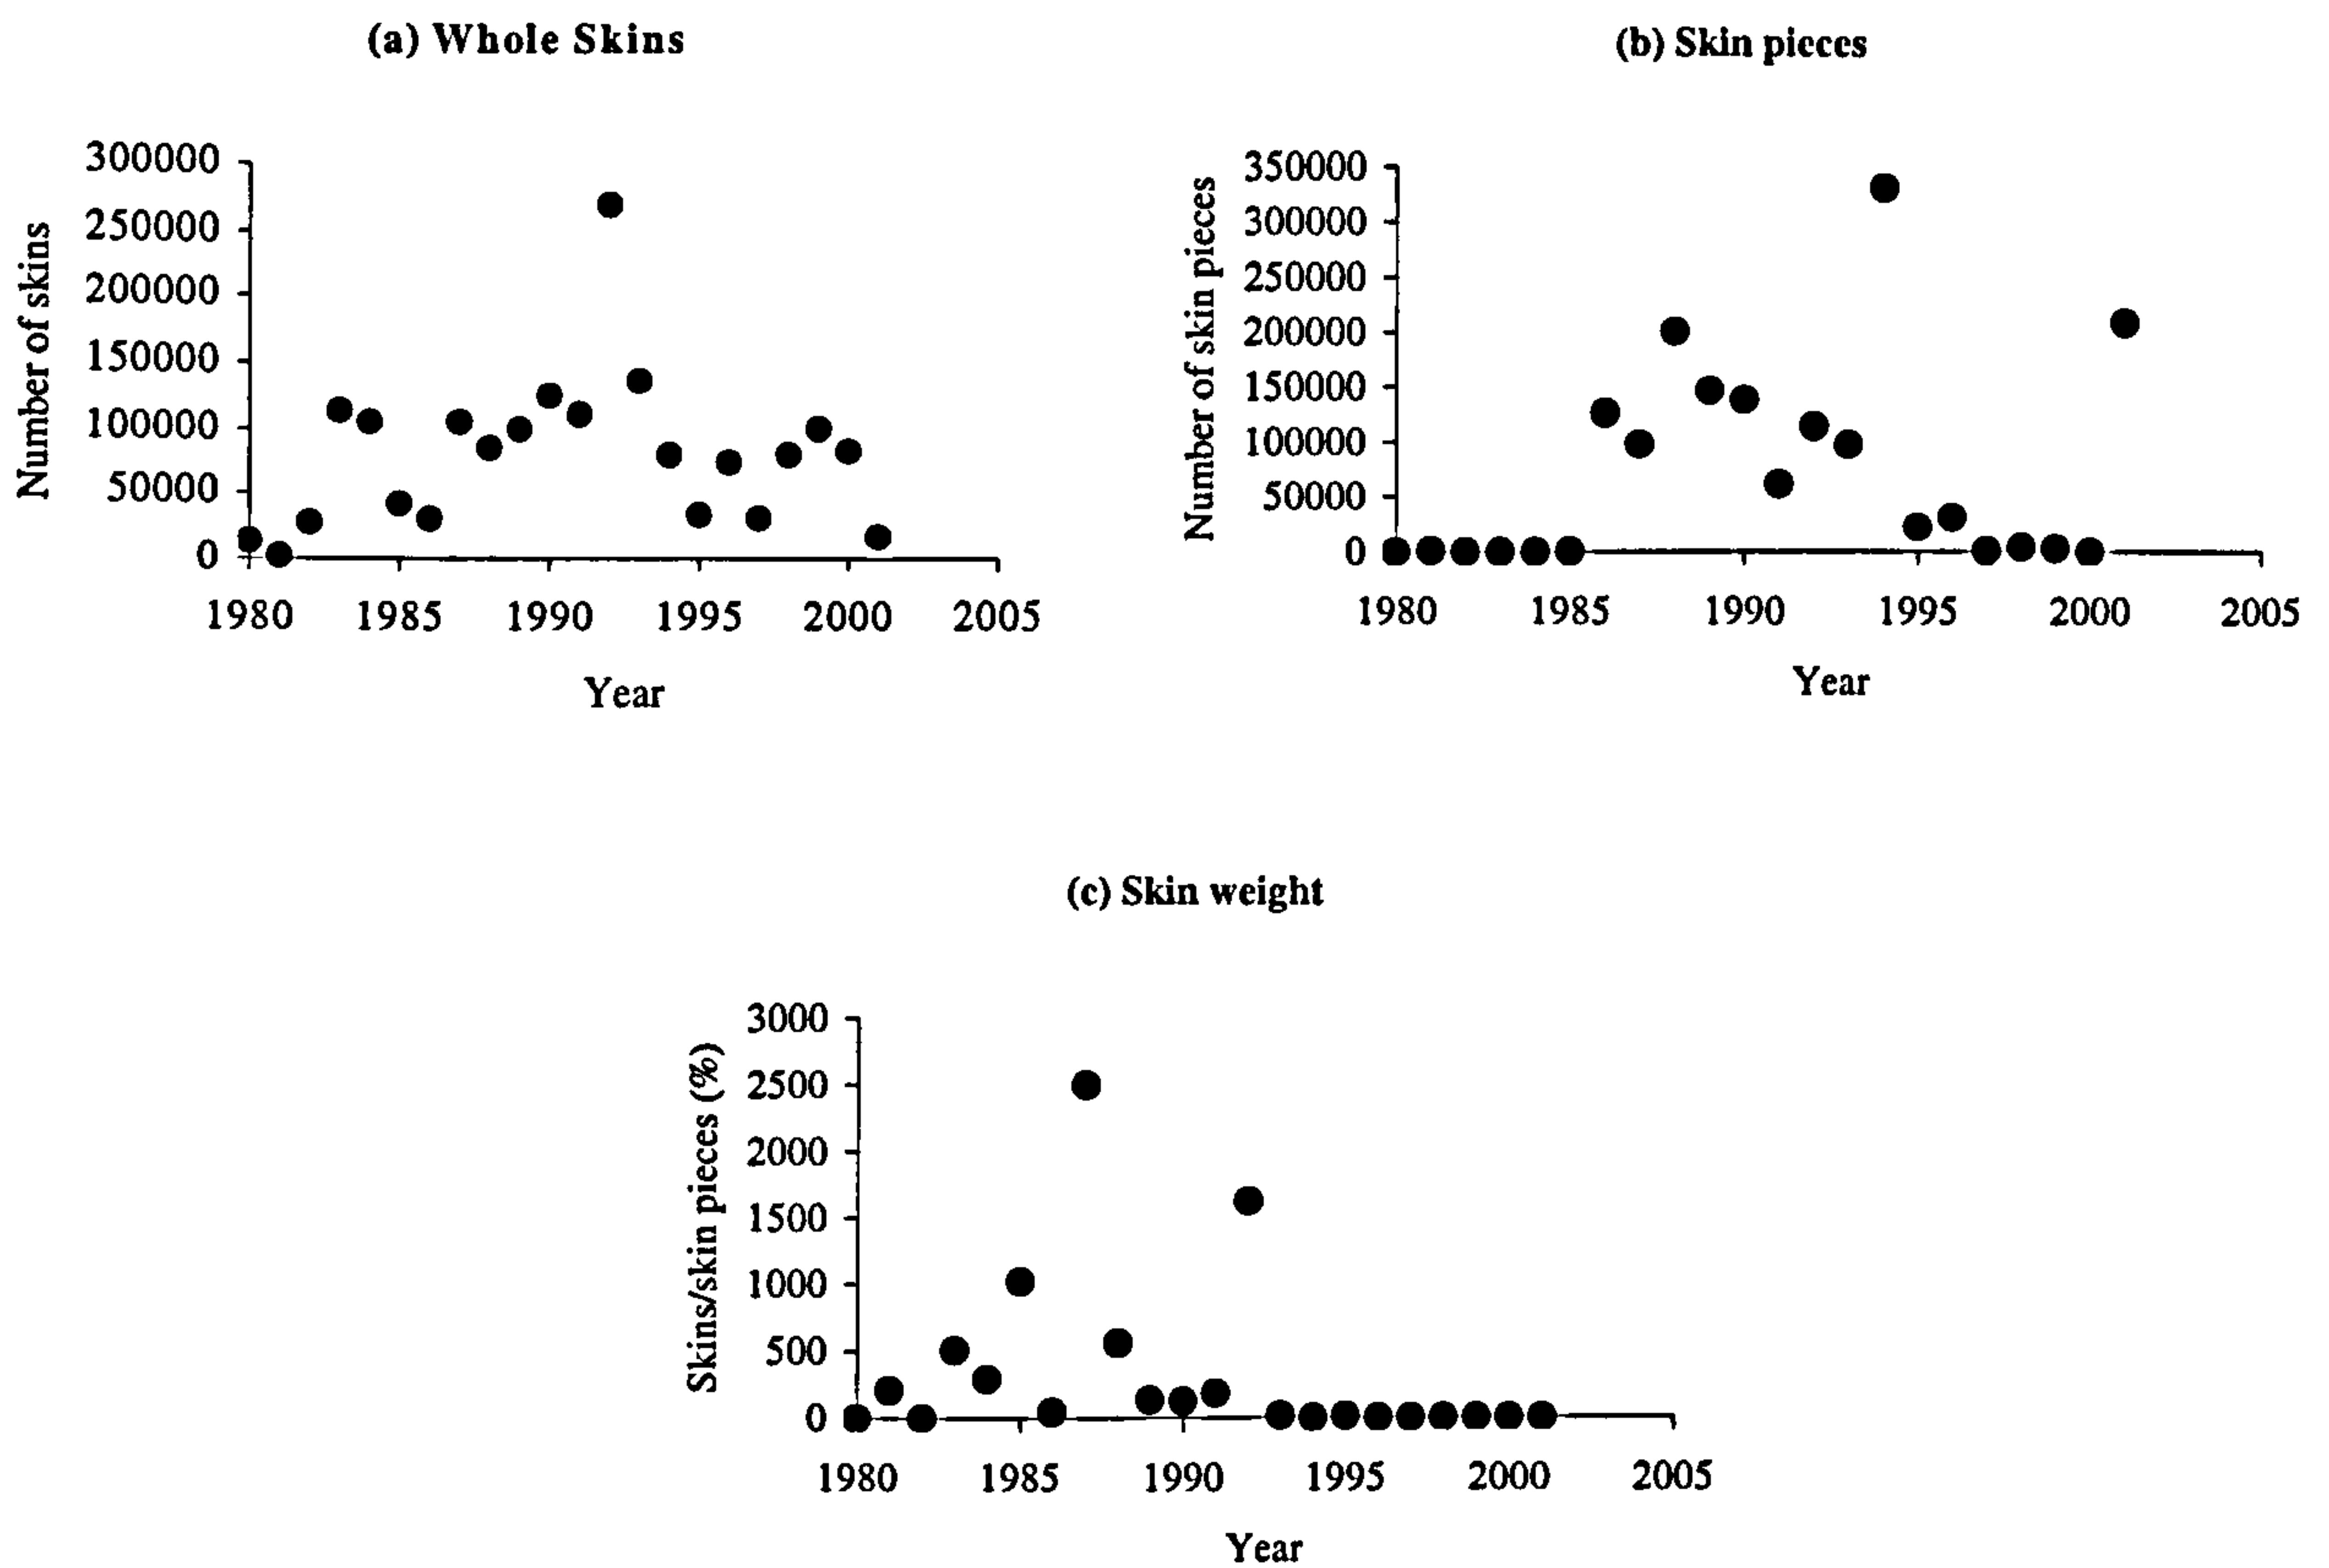 (a) Whole Skins
Number of skins
300000
250000
200000
150000
100000
50000
0
1980 1985 1990 1995 2000 2005
Year
(b) Skin pieces
Number of skin pieces
350000
300000
250000
200000
150000
100000
50000
0
1980 1985 1990 1995 2000 2005
Year
(c) Skin weight
Skins/skin pieces (%)
3000
2500
2000
1500
1000
500
0
1980 1985 1990 1995 2000 2005
Year